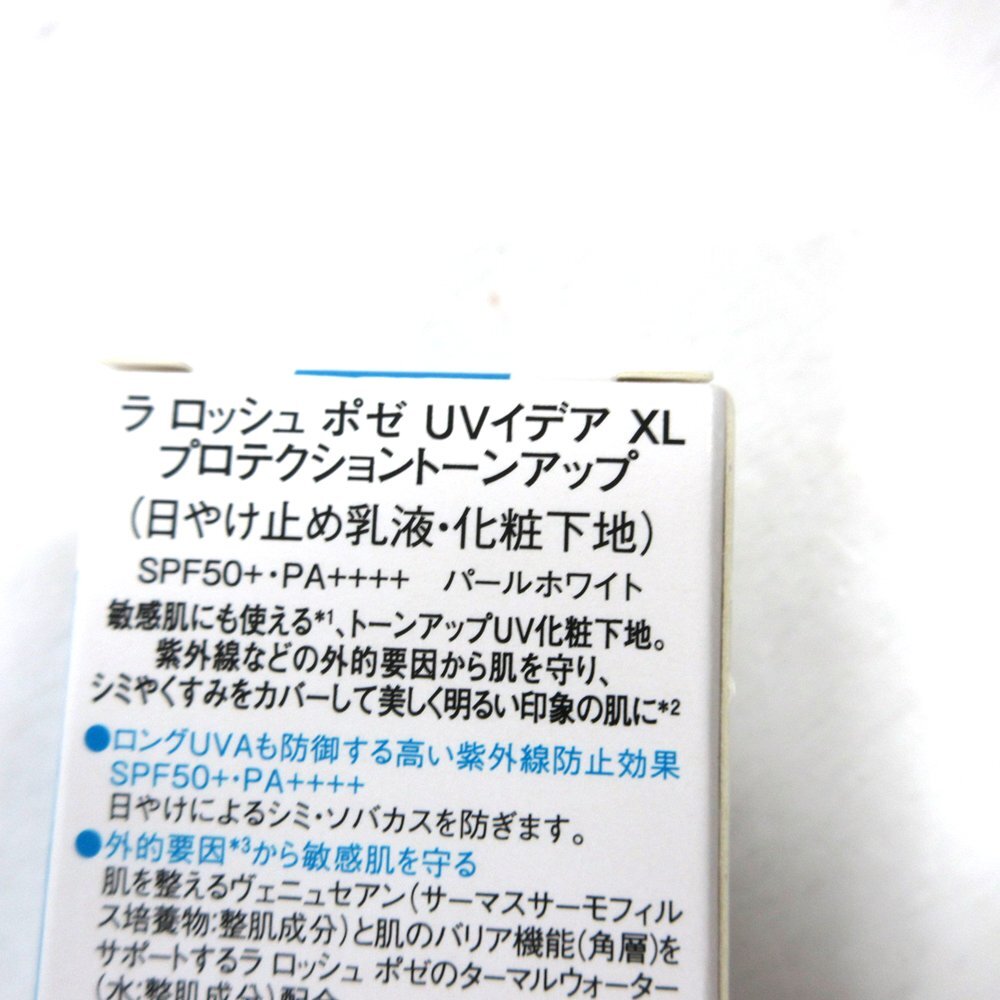 ラ ロッシュ ポゼ UVイデア XL
プロテクショントーンアップ
(日やけ止め乳液・化粧下地)
SPF50+・PA++++ パールホワイト
敏感肌にも使える*1、トーンアップUV化粧下地。
紫外線などの外的要因から肌を守り、
シミやくすみをカバーして美しく明るい印象の肌に*2
●ロングUVAも防御する高い紫外線防止効果
SPF50+・PA++++
日やけによるシミ・ソバカスを防ぎます。
●外的要因*3から敏感肌を守る
肌を整えるヴェニュセアン(サーマスサーモフィル
ス培養物:整肌成分)と肌のバリア機能(角層)を
サポートするラ ロッシュ ポゼのターマルウォーター
(水:整肌成分)配合